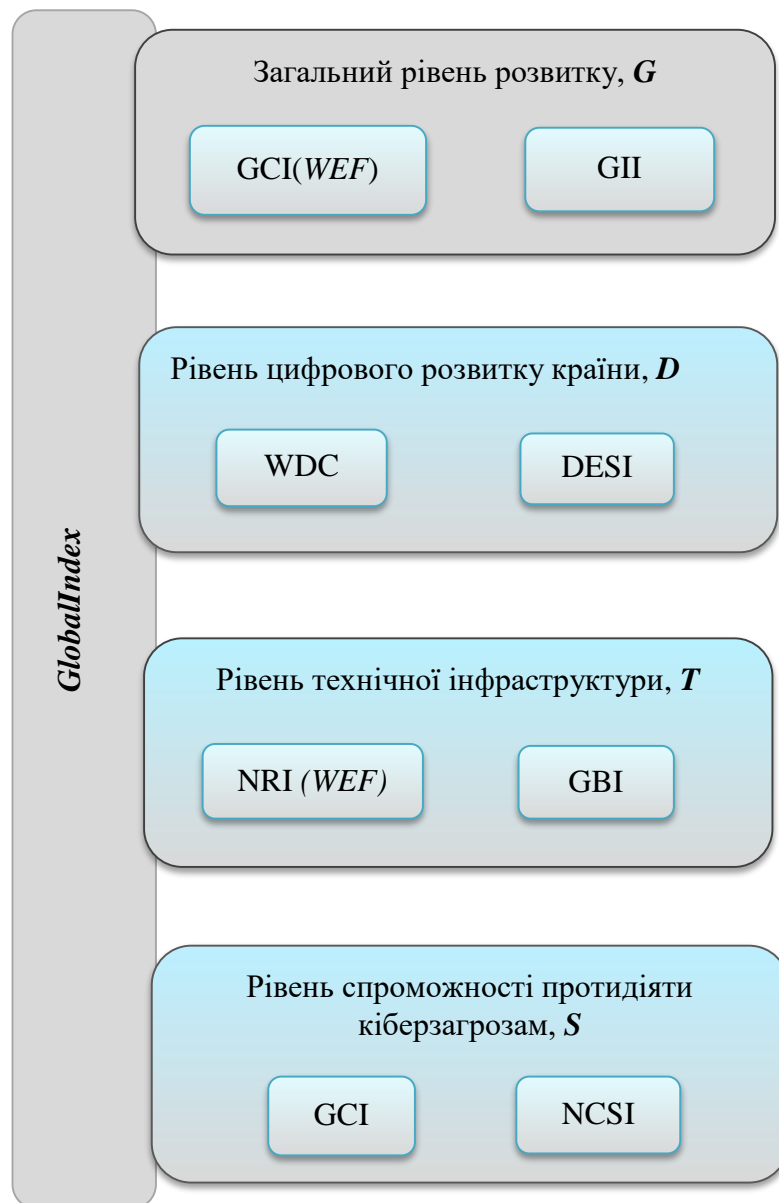 GlobalIndex
Загальний рівень розвитку, G
GCI(WEF)
GII
Рівень цифрового розвитку країни, D
WDC
DESI
Рівень технічної інфраструктури, T
NRI (WEF)
GBI
Рівень спроможності протидіяти
кіберзагрозам, S
GCI
NCSI